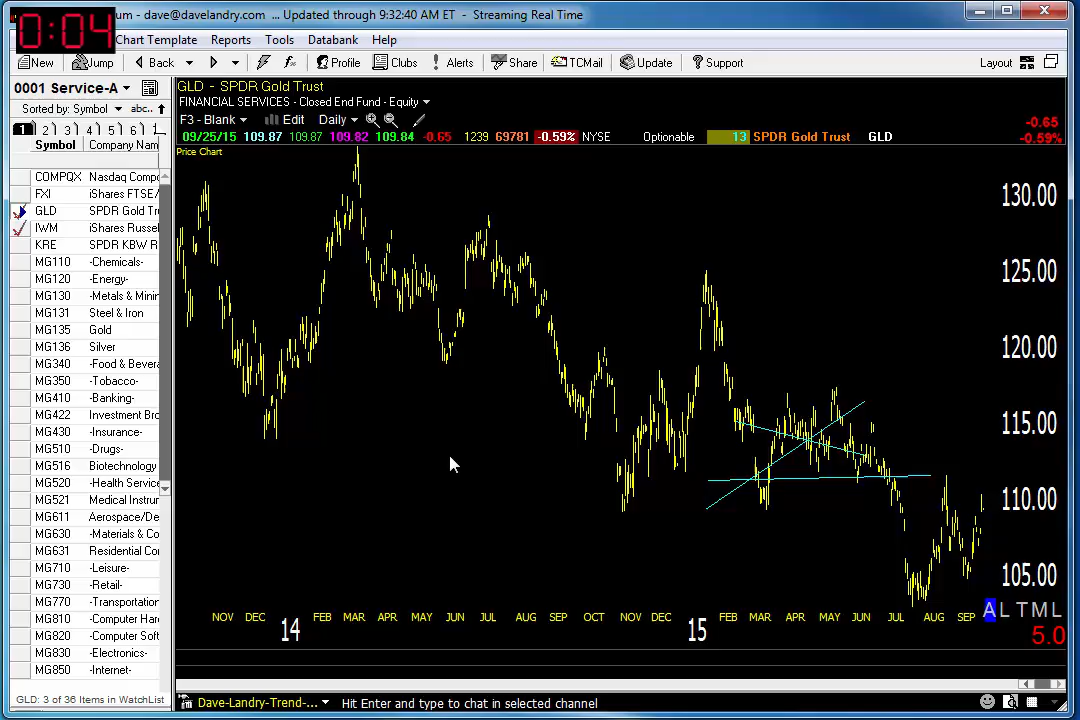 0:04
um - dave@davelandry.com ... Updated through 9:32:40 AM ET - Streaming Real Time
Chart Template Reports Tools Databank Help
New Jump Back Profile Clubs Alerts Share TCMail Update Support Layout
0001 Service-A
Sorted by: Symbol abc..
1 2 3 4 5 6
Symbol Company Nam
COMPQX Nasdaq Compo
FXI iShares FTSE/
GLD SPDR Gold Tru
IWM iShares Russel
KRE SPDR KBW R
MG110 -Chemicals-
MG120 -Energy-
MG130 -Metals & Minin
MG131 Steel & Iron
MG135 Gold
MG136 Silver
MG340 -Food & Bevera
MG350 -Tobacco-
MG410 -Banking-
MG422 Investment Bro
MG430 -Insurance-
MG510 -Drugs-
MG516 Biotechnology
MG520 -Health Service
MG521 Medical Instrum
MG611 Aerospace/De
MG630 -Materials & Co
MG631 Residential Con
MG710 -Leisure-
MG730 -Retail-
MG770 -Transportation
MG810 -Computer Hard
MG820 -Computer Soft
MG830 -Electronics-
MG850 -Internet-
GLD: 3 of 36 Items in WatchList
GLD - SPDR Gold Trust
FINANCIAL SERVICES - Closed End Fund - Equity
F3 - Blank Edit Daily
09/25/15 109.87 109.87 109.82 109.84 -0.65 1239 69781 -0.59% NYSE Optionable 13 SPDR Gold Trust GLD
-0.65
-0.59%
Price Chart
130.00
125.00
120.00
115.00
110.00
105.00
A L T M L
5.0
NOV DEC 14 FEB MAR APR MAY JUN JUL AUG SEP OCT NOV DEC 15 FEB MAR APR MAY JUN JUL AUG SEP
Dave-Landry-Trend-... Hit Enter and type to chat in selected channel